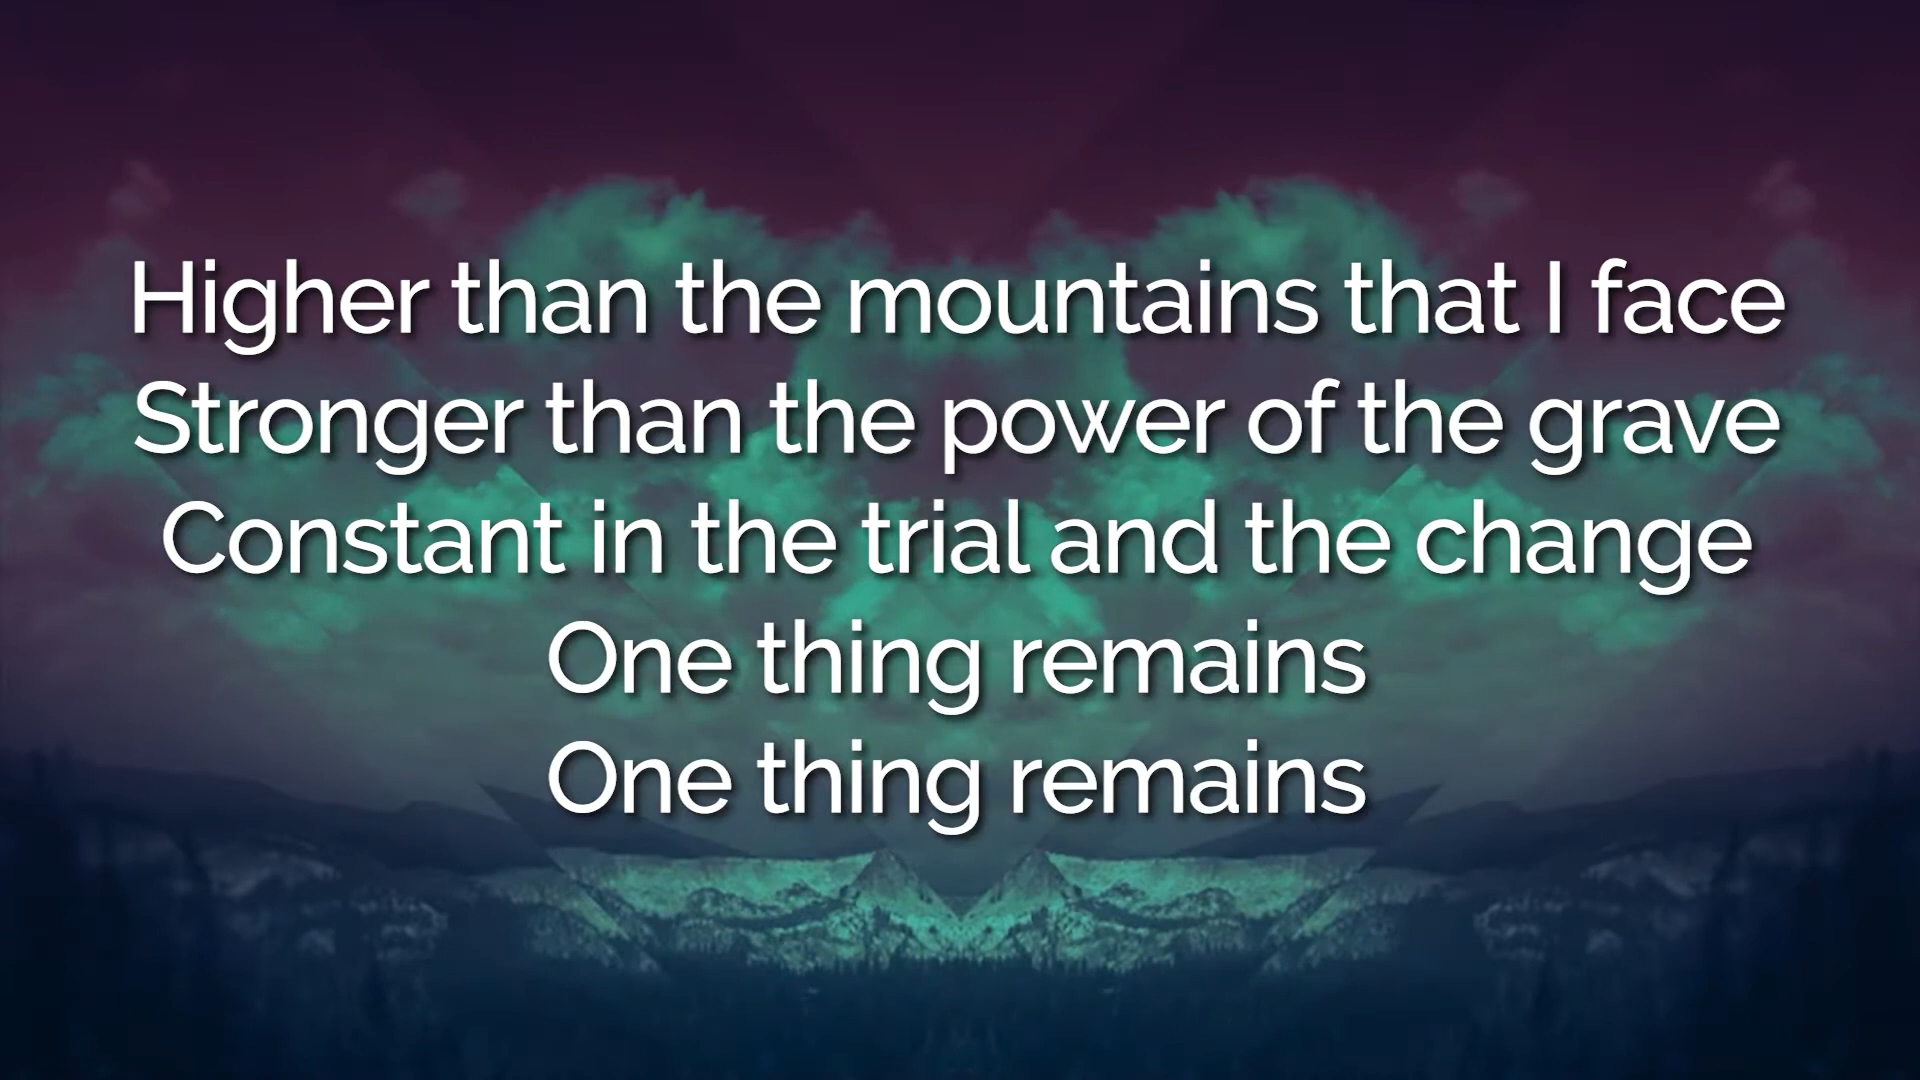 Higher than the mountains that I face
Stronger than the power of the grave
Constant in the trial and the change
One thing remains
One thing remains